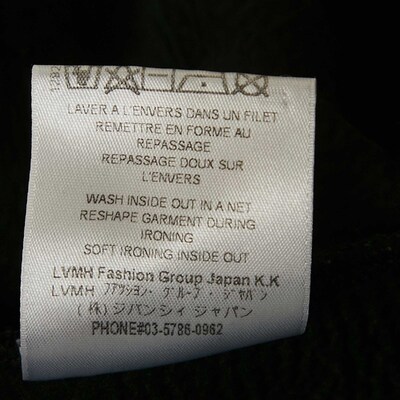 LAVER A L'ENVERS DANS UN FILET
REMETTRE EN FORME AU
REPASSAGE
REPASSAGE DOUX SUR
L'ENVERS
WASH INSIDE OUT IN A NET
RESHAPE GARMENT DURING
IRONING
SOFT IRONING INSIDE OUT
LVMH Fashion Group Japan K.K
LVMH ファッション・グループ・ジャパン
(株)ジバンシィ ジャパン
PHONE#03-5786-0962